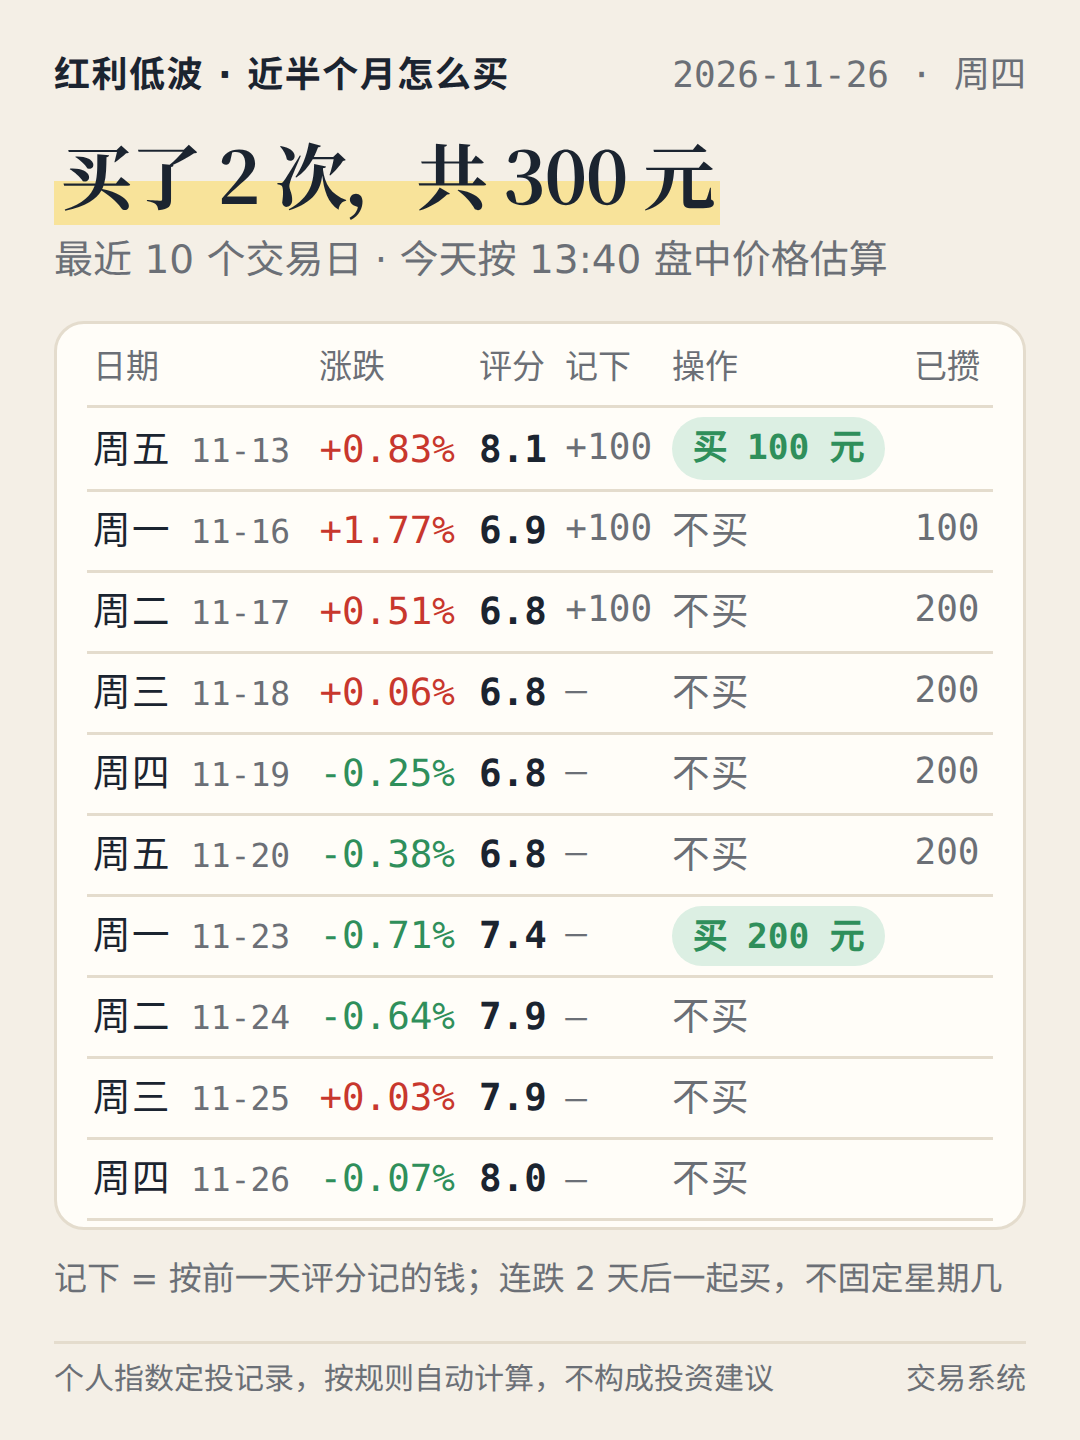 红利低波 · 近半个月怎么买 2026-11-26 · 周四
买了 2 次，共 300 元
最近 10 个交易日 · 今天按 13:40 盘中价格估算
日期 涨跌 评分 记下 操作 已攒
周五 11-13 +0.83% 8.1 +100 买 100 元
周一 11-16 +1.77% 6.9 +100 不买 100
周二 11-17 +0.51% 6.8 +100 不买 200
周三 11-18 +0.06% 6.8 — 不买 200
周四 11-19 -0.25% 6.8 — 不买 200
周五 11-20 -0.38% 6.8 — 不买 200
周一 11-23 -0.71% 7.4 — 买 200 元
周二 11-24 -0.64% 7.9 — 不买
周三 11-25 +0.03% 7.9 — 不买
周四 11-26 -0.07% 8.0 — 不买
记下 = 按前一天评分记的钱；连跌 2 天后一起买，不固定星期几
个人指数定投记录，按规则自动计算，不构成投资建议 交易系统